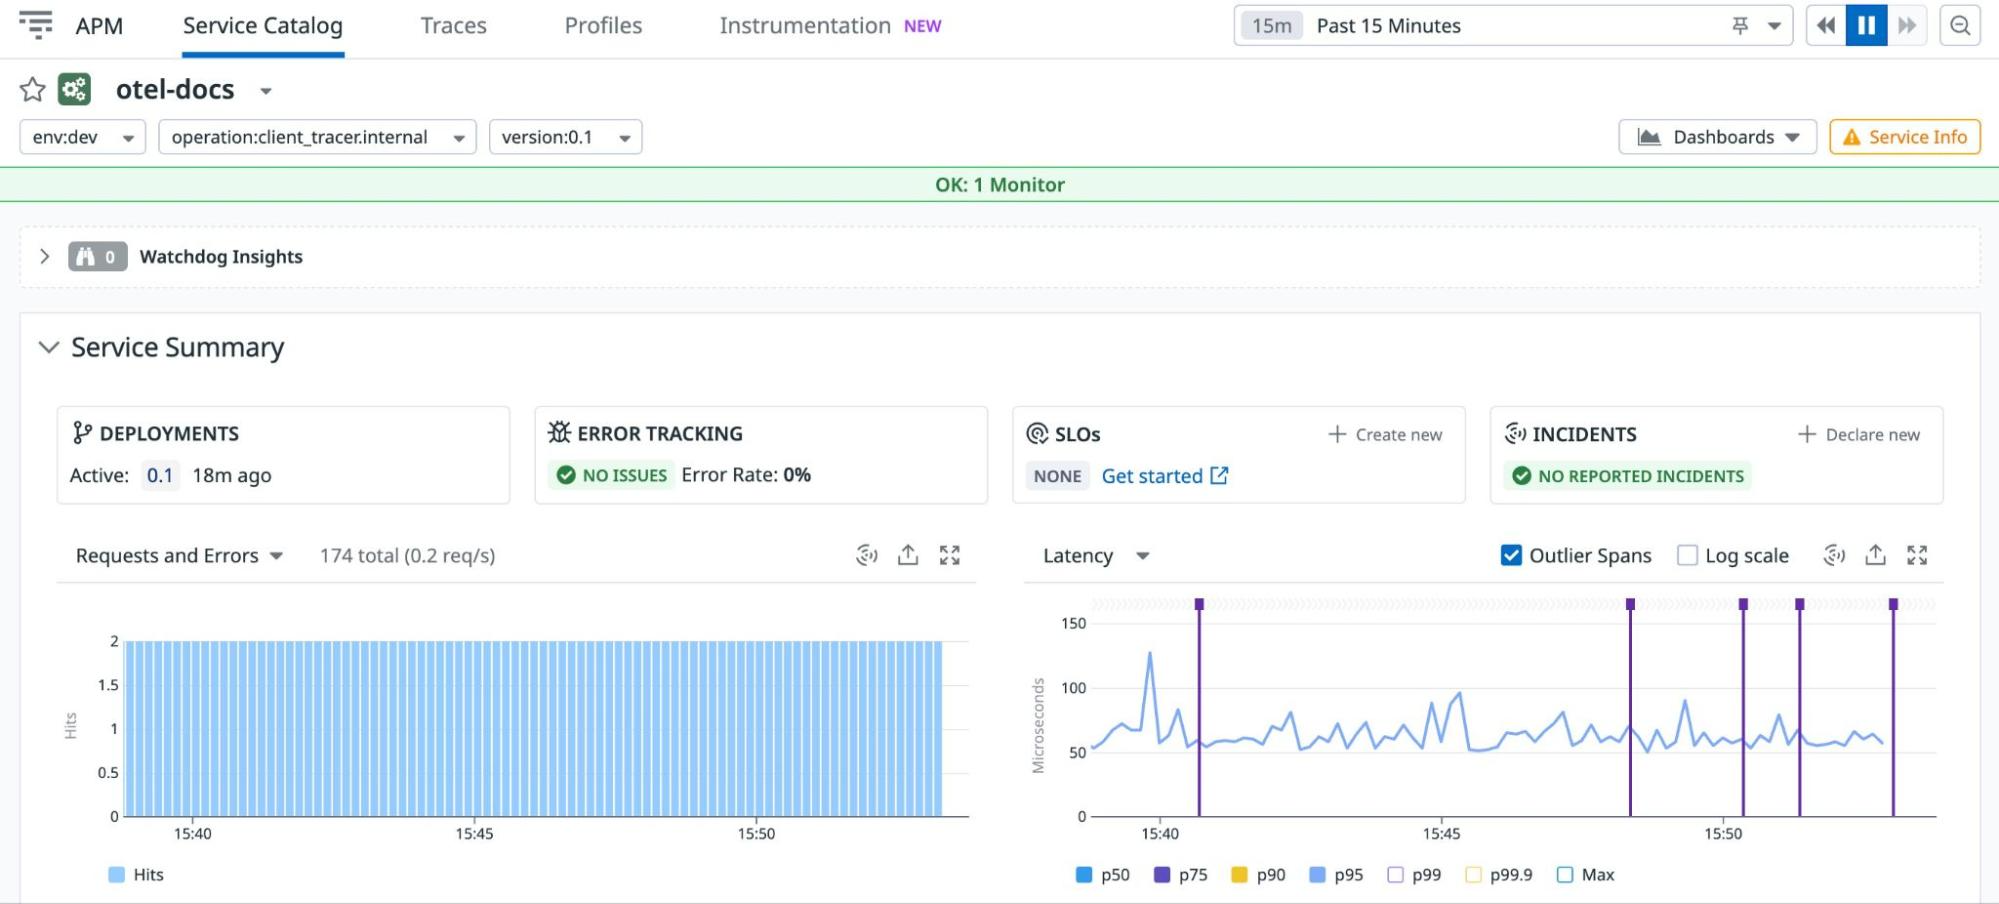 APM Service Catalog Traces Profiles Instrumentation NEW 15m Past 15 Minutes
otel-docs
env:dev operation:client_tracer.internal version:0.1 Dashboards Service Info
OK: 1 Monitor
0 Watchdog Insights
Service Summary
DEPLOYMENTS
Active: 0.1 18m ago
ERROR TRACKING
NO ISSUES Error Rate: 0%
SLOs + Create new
NONE Get started
INCIDENTS + Declare new
NO REPORTED INCIDENTS
Requests and Errors 174 total (0.2 req/s)
Hits
2
1.5
1
0.5
0
15:40 15:45 15:50
Hits
Latency Outlier Spans Log scale
Microseconds
150
100
50
0
15:40 15:45 15:50
p50 p75 p90 p95 p99 p99.9 Max